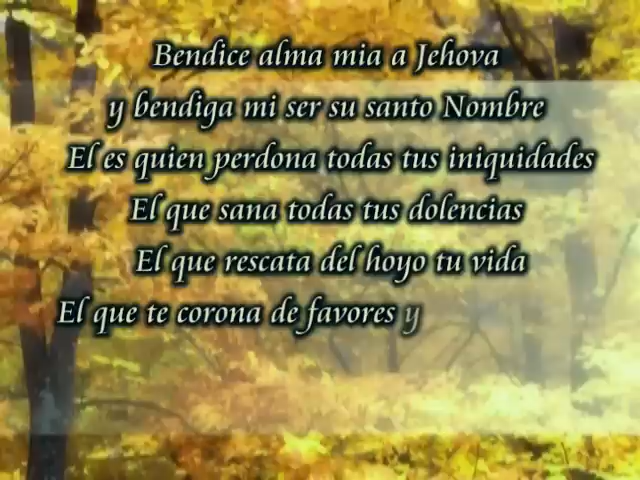 Bendice alma mia a Jehova
y bendiga mi ser su santo Nombre
El es quien perdona todas tus iniquidades
El que sana todas tus dolencias
El que rescata del hoyo tu vida
El que te corona de favores y